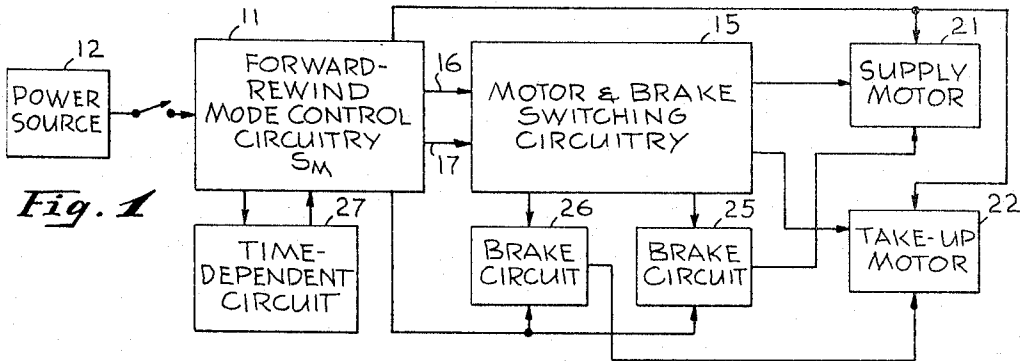 12
POWER
SOURCE
11
FORWARD-
REWIND
MODE CONTROL
CIRCUITRY
SM
16
17
15
MOTOR & BRAKE
SWITCHING
CIRCUITRY
21
SUPPLY
MOTOR
22
TAKE-UP
MOTOR
Fig. 1
27
TIME-
DEPENDENT
CIRCUIT
26
BRAKE
CIRCUIT
25
BRAKE
CIRCUIT